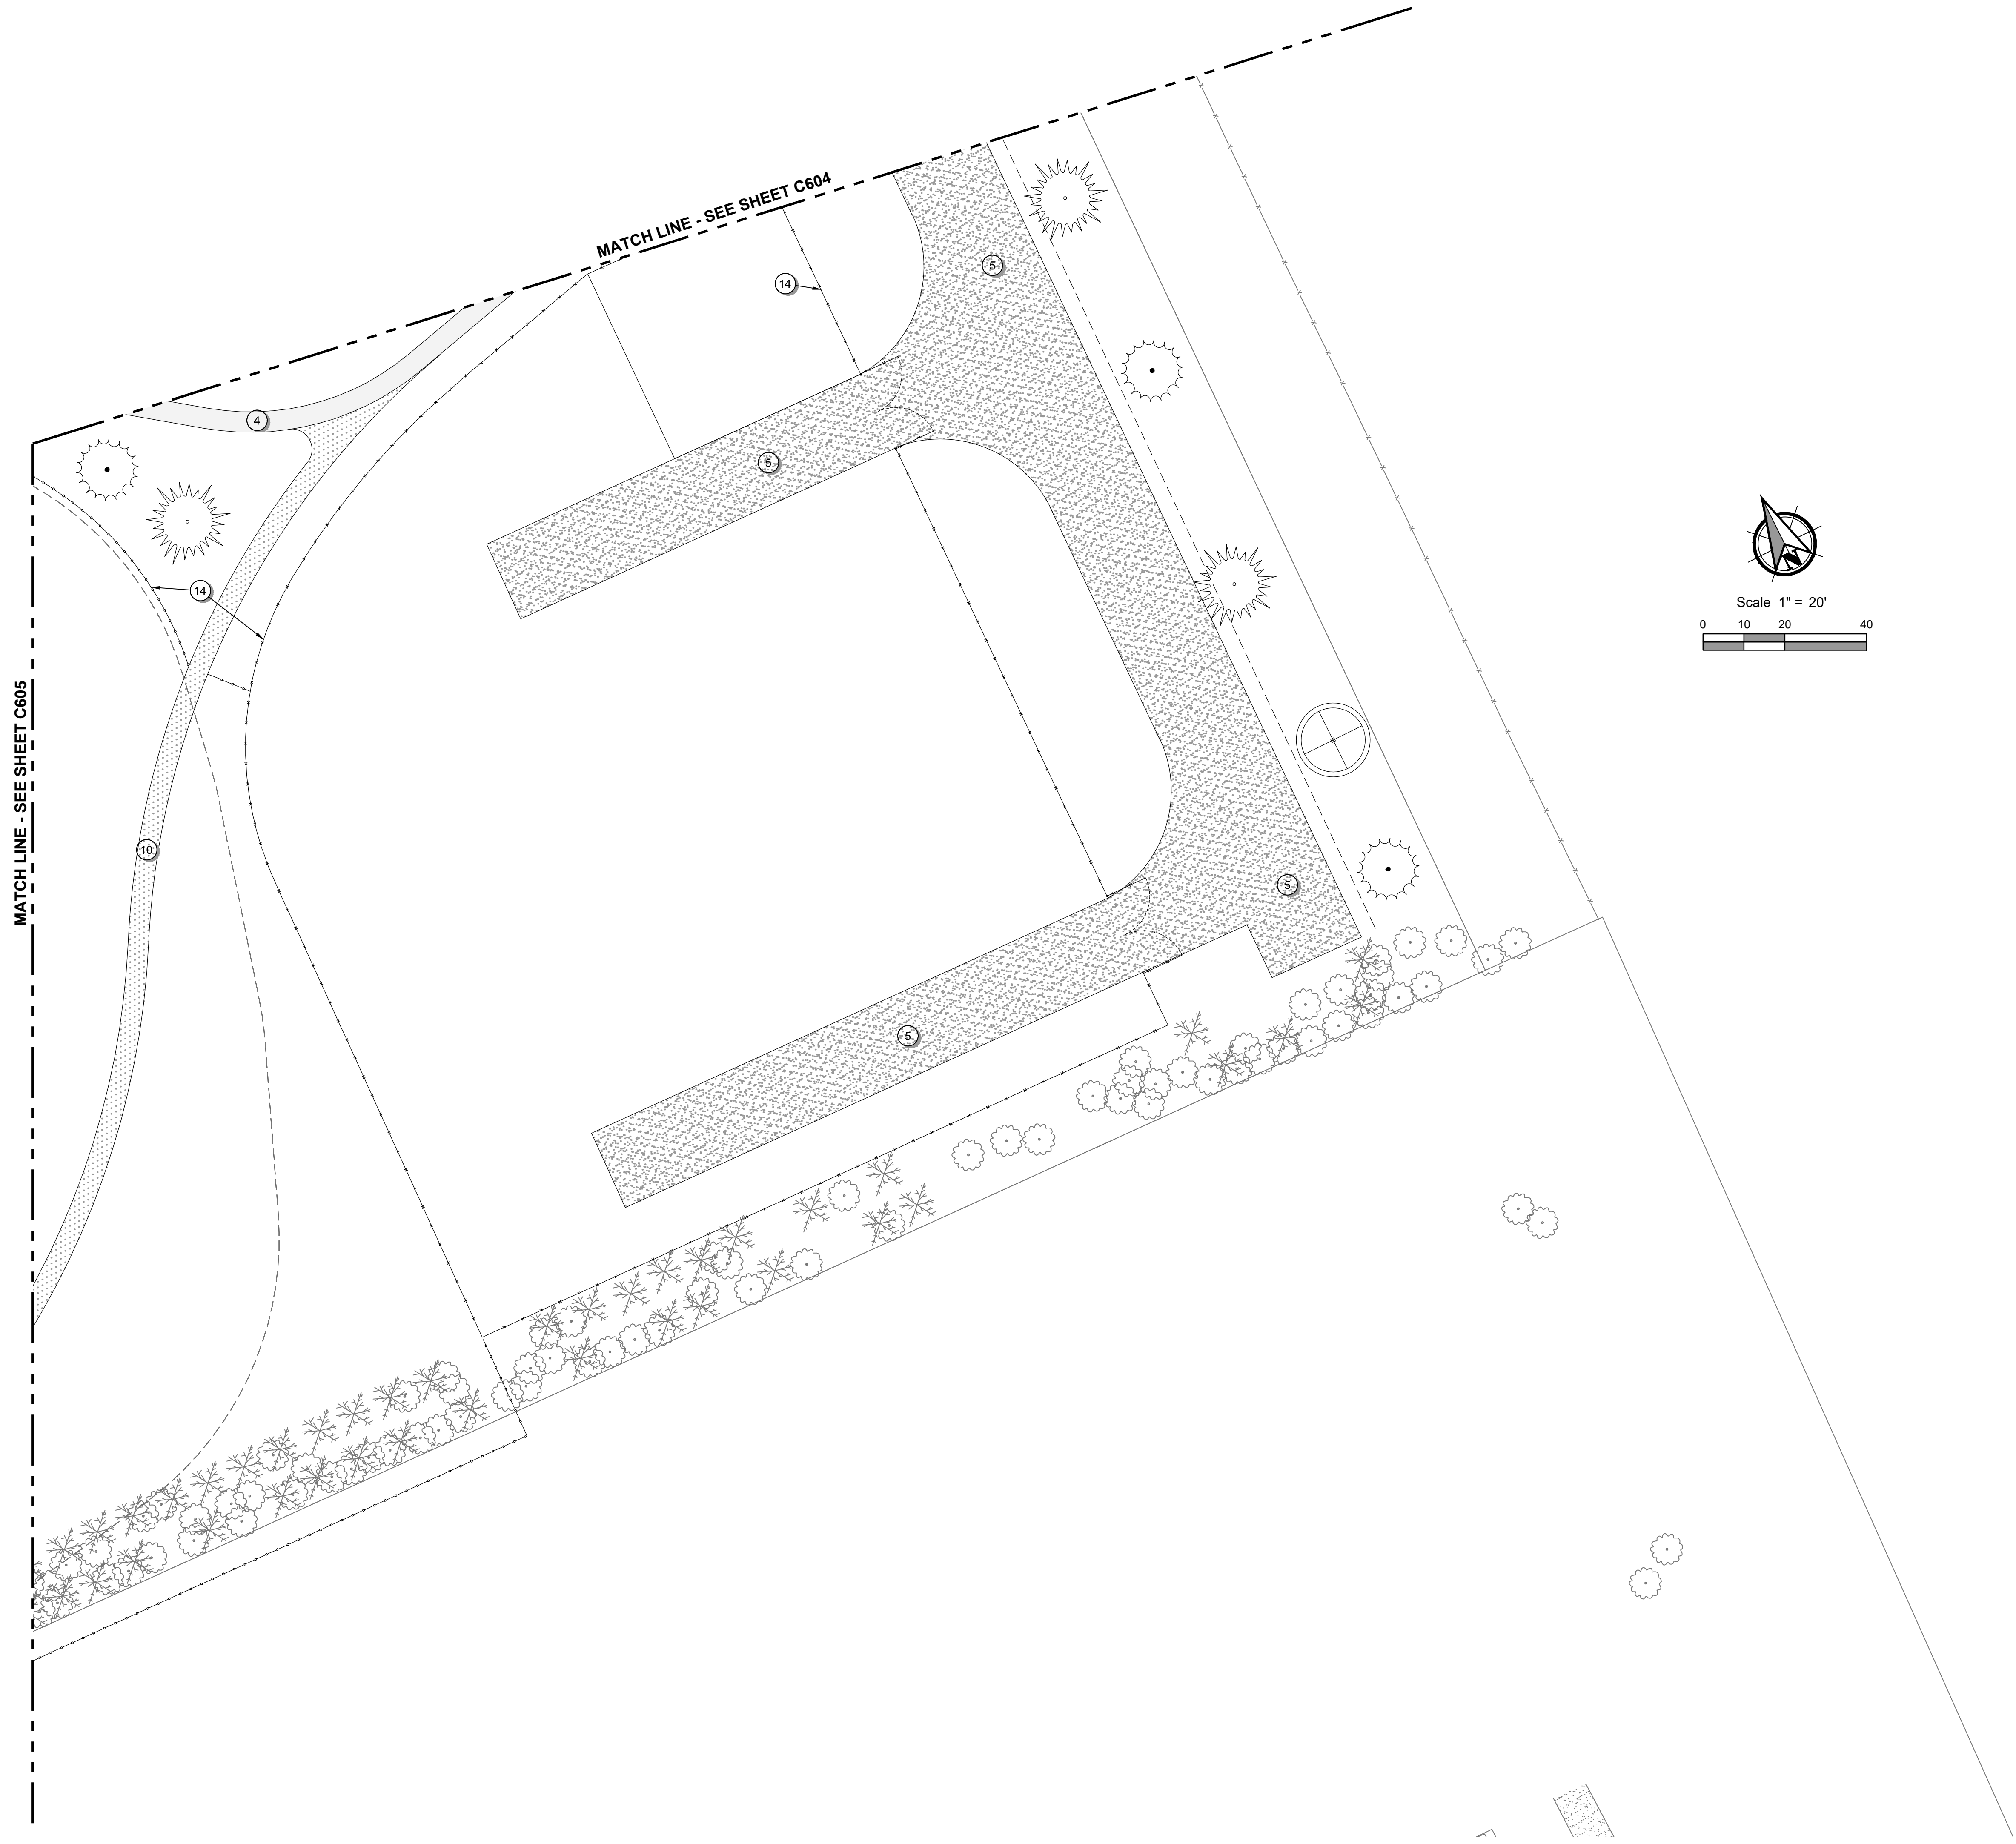 MATCH LINE - SEE SHEET C604
5
14
4
5
Scale 1" = 20'
0 10 20 40
14
MATCH LINE - SEE SHEET C605
10
5
5